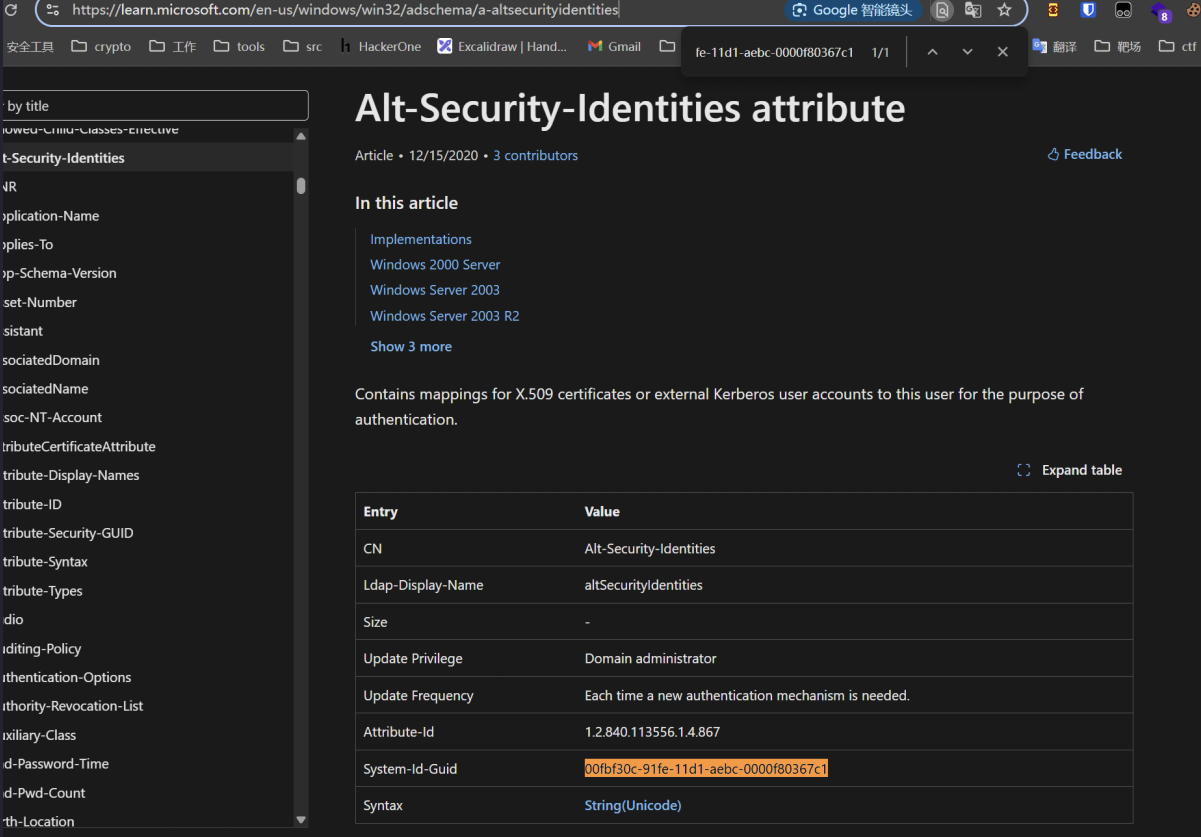 https://learn.microsoft.com/en-us/windows/win32/adschema/a-altsecurityidentities
Google 智能镜头
8
安全工具 crypto 工作 tools src HackerOne Excalidraw | Hand... Gmail 翻译 靶场 ctf
fe-11d1-aebc-0000f80367c1 1/1
by title
owed-Child-Classes-Effective
t-Security-Identities
NR
pplication-Name
pplies-To
pp-Schema-Version
set-Number
sistant
sociatedDomain
sociatedName
ssoc-NT-Account
tributeCertificateAttribute
tribute-Display-Names
tribute-ID
tribute-Security-GUID
tribute-Syntax
tribute-Types
dio
uditing-Policy
uthentication-Options
uthority-Revocation-List
uxiliary-Class
d-Password-Time
d-Pwd-Count
rth-Location
Alt-Security-Identities attribute
Article • 12/15/2020 • 3 contributors
Feedback
In this article
Implementations
Windows 2000 Server
Windows Server 2003
Windows Server 2003 R2
Show 3 more
Contains mappings for X.509 certificates or external Kerberos user accounts to this user for the purpose of
authentication.
Expand table
Entry Value
CN Alt-Security-Identities
Ldap-Display-Name altSecurityIdentities
Size -
Update Privilege Domain administrator
Update Frequency Each time a new authentication mechanism is needed.
Attribute-Id 1.2.840.113556.1.4.867
System-Id-Guid 00fbf30c-91fe-11d1-aebc-0000f80367c1
Syntax String(Unicode)